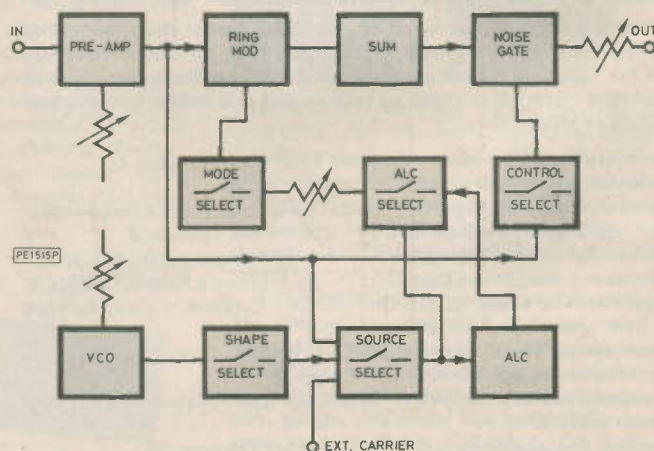 IN
PRE-AMP
RING
MOD
SUM
NOISE
GATE
OUT
MODE
SELECT
ALC
SELECT
CONTROL
SELECT
PE1515P
VCO
SHAPE
SELECT
SOURCE
SELECT
ALC
EXT. CARRIER